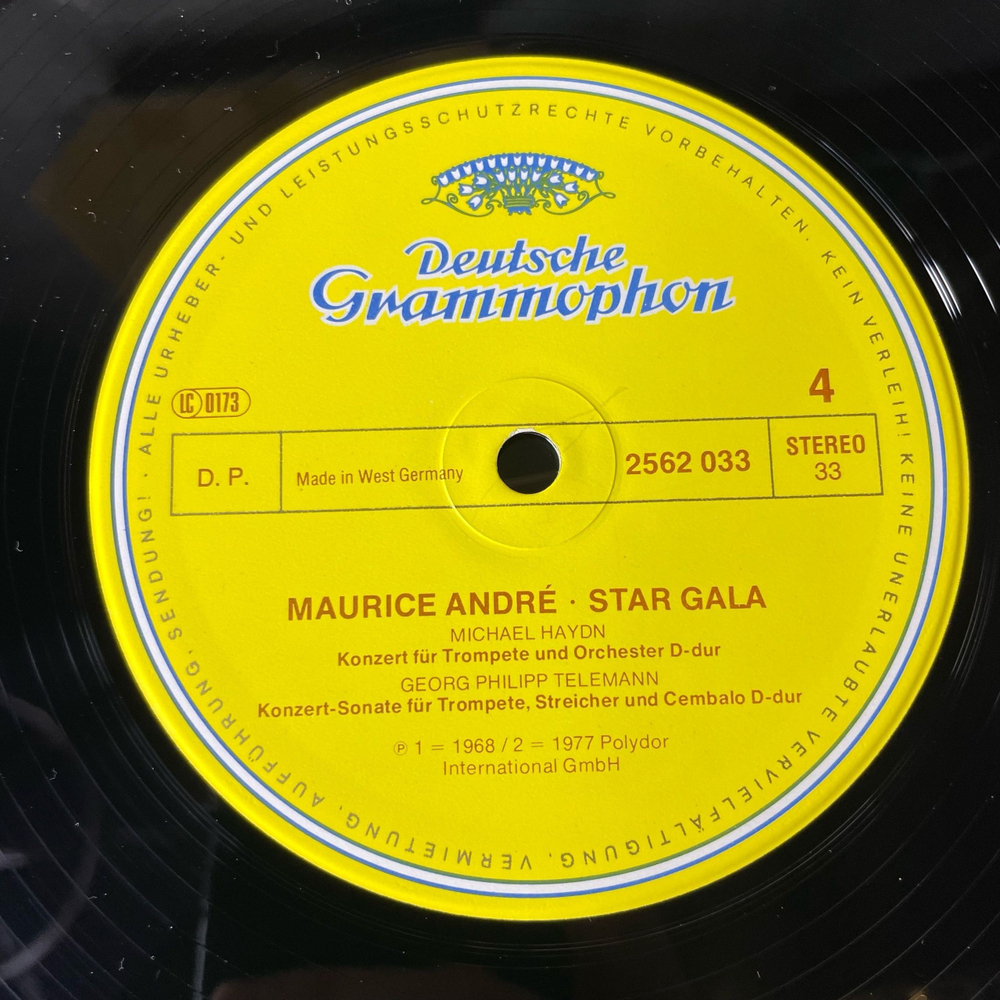 ALLE URHEBER- UND LEISTUNGSSCHUTZRECHTE VORBEHALTEN. KEIN VERLEIH! KEINE UNERLAUBTE VERVIELFÄLTIGUNG, VERMIETUNG, AUFFÜHRUNG, SENDUNG! ·
Deutsche
Grammophon
LC 0173
4
D. P.
Made in West Germany
2562 033
STEREO
33
MAURICE ANDRÉ · STAR GALA
MICHAEL HAYDN
Konzert für Trompete und Orchester D-dur
GEORG PHILIPP TELEMANN
Konzert-Sonate für Trompete, Streicher und Cembalo D-dur
℗ 1 = 1968 / 2 = 1977 Polydor
International GmbH